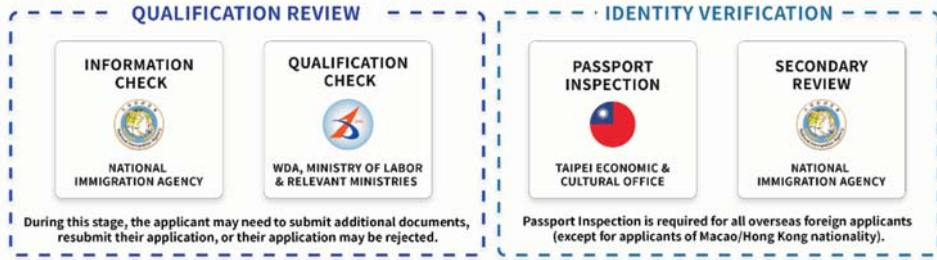 QUALIFICATION REVIEW
INFORMATION
CHECK
NATIONAL
IMMIGRATION AGENCY
QUALIFICATION
CHECK
WDA, MINISTRY OF LABOR
& RELEVANT MINISTRIES
During this stage, the applicant may need to submit additional documents,
resubmit their application, or their application may be rejected.
IDENTITY VERIFICATION
PASSPORT
INSPECTION
TAIPEI ECONOMIC &
CULTURAL OFFICE
SECONDARY
REVIEW
NATIONAL
IMMIGRATION AGENCY
Passport Inspection is required for all overseas foreign applicants
(except for applicants of Macao/Hong Kong nationality).